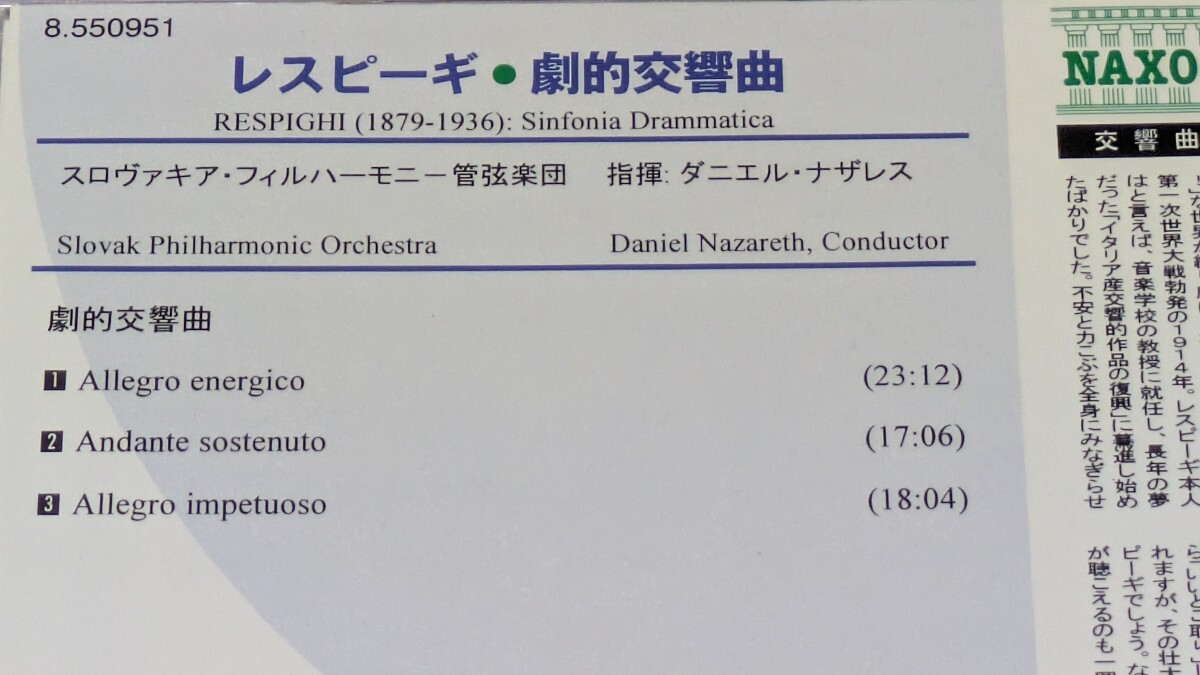 8.550951
レスピーギ・劇的交響曲
RESPIGHI (1879-1936): Sinfonia Drammatica
スロヴァキア・フィルハーモニー管弦楽団 指揮: ダニエル・ナザレス
Slovak Philharmonic Orchestra Daniel Nazareth, Conductor
劇的交響曲
1 Allegro energico (23:12)
2 Andante sostenuto (17:06)
3 Allegro impetuoso (18:04)
NAXO
交響曲
第一次世界大戦勃発の1914年。レスピーギ本人
はと言えば、音楽学校の教授に就任し、長年の夢
だった「イタリア産交響的作品の復興」に驀進し始め
たばかりでした。不安と力こぶを全身にみなぎらせ
れますが、その壮大
ピーギでしょう。な
が聴こえるのも一